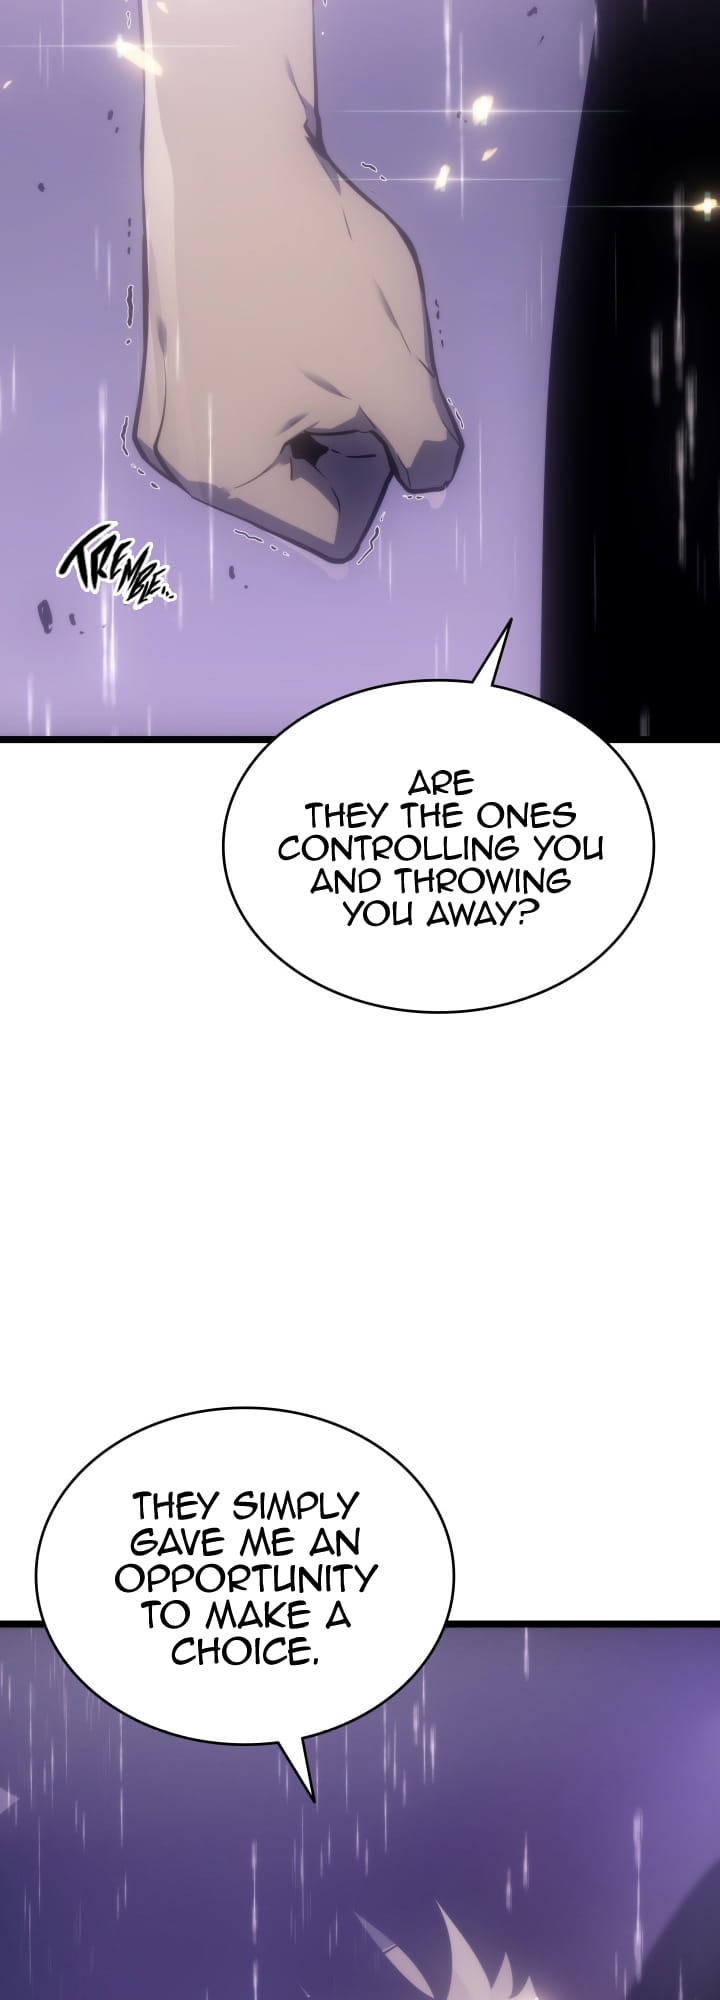 TREMBLE...
ARE
THEY THE ONES
CONTROLLING YOU
AND THROWING
YOU AWAY?
THEY SIMPLY
GAVE ME AN
OPPORTUNITY
TO MAKE A
CHOICE.